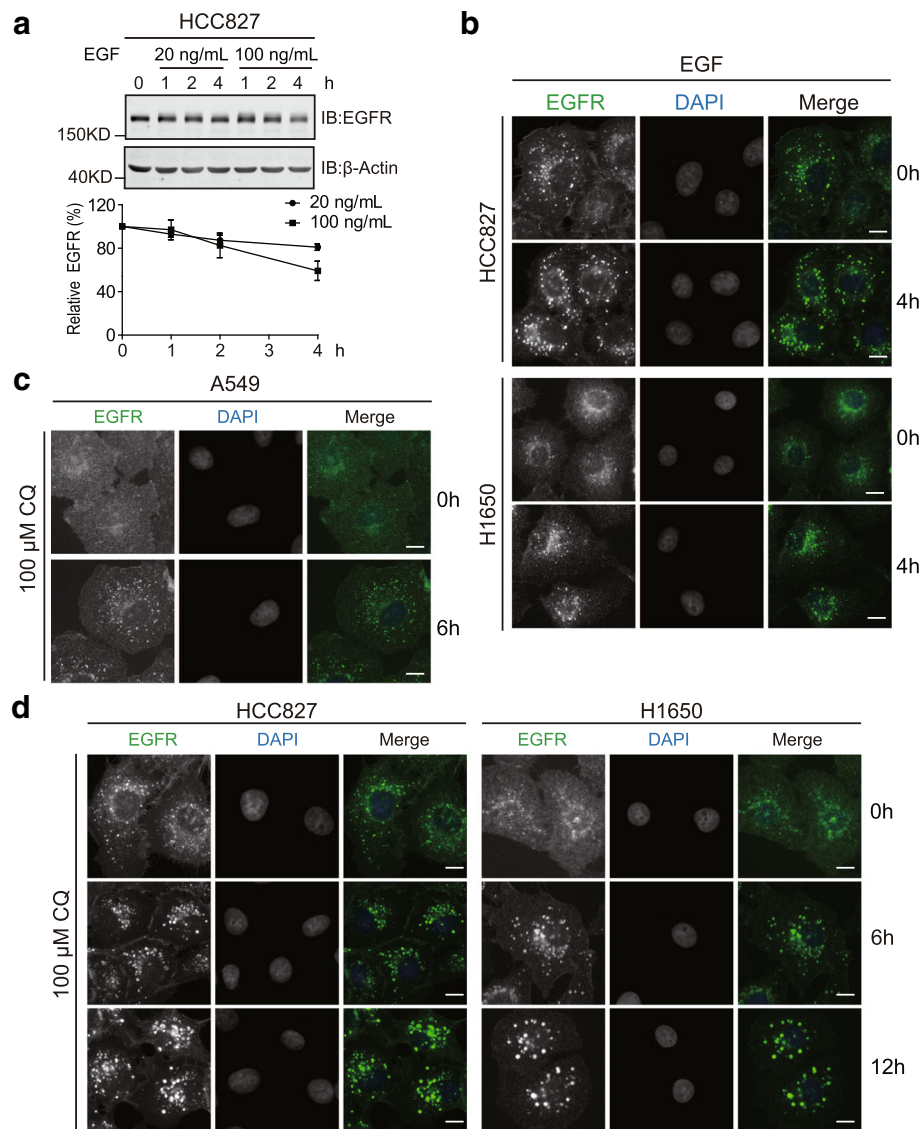 a
HCC827
EGF 20 ng/mL 100 ng/mL
0 1 2 4 1 2 4 h
IB:EGFR
150KD
IB:β-Actin
40KD
20 ng/mL
100 ng/mL
Relative EGFR (%)
120
80
40
0
0 1 2 3 4 h
b
EGF
EGFR DAPI Merge
HCC827
0h
4h
H1650
0h
4h
c
A549
EGFR DAPI Merge
100 µM CQ
0h
6h
d
HCC827 H1650
EGFR DAPI Merge EGFR DAPI Merge
100 µM CQ
0h
6h
12h